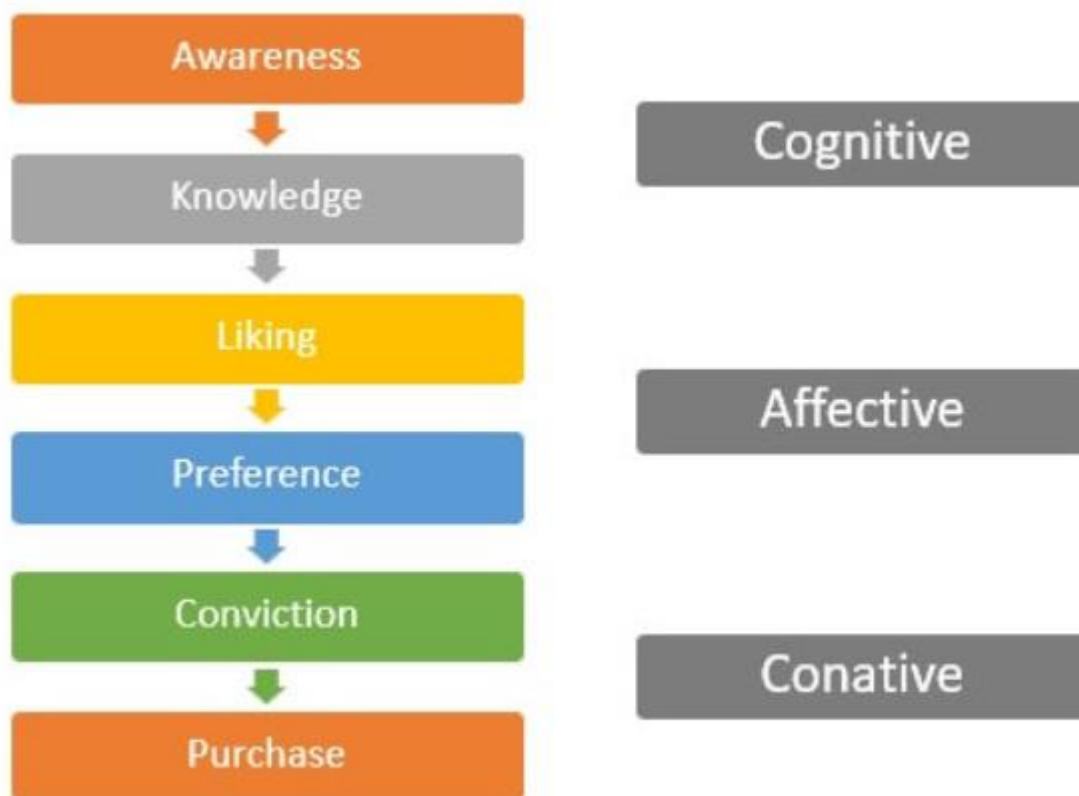 Awareness
Knowledge
Liking
Preference
Conviction
Purchase
Cognitive
Affective
Conative